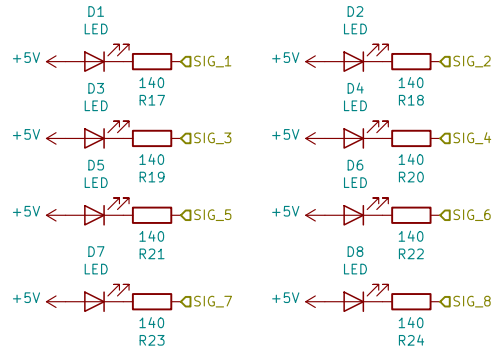 D1
LED
+5V
SIG_1
140
R17
D2
LED
+5V
SIG_2
140
R18
D3
LED
+5V
SIG_3
140
R19
D4
LED
+5V
SIG_4
140
R20
D5
LED
+5V
SIG_5
140
R21
D6
LED
+5V
SIG_6
140
R22
D7
LED
+5V
SIG_7
140
R23
D8
LED
+5V
SIG_8
140
R24